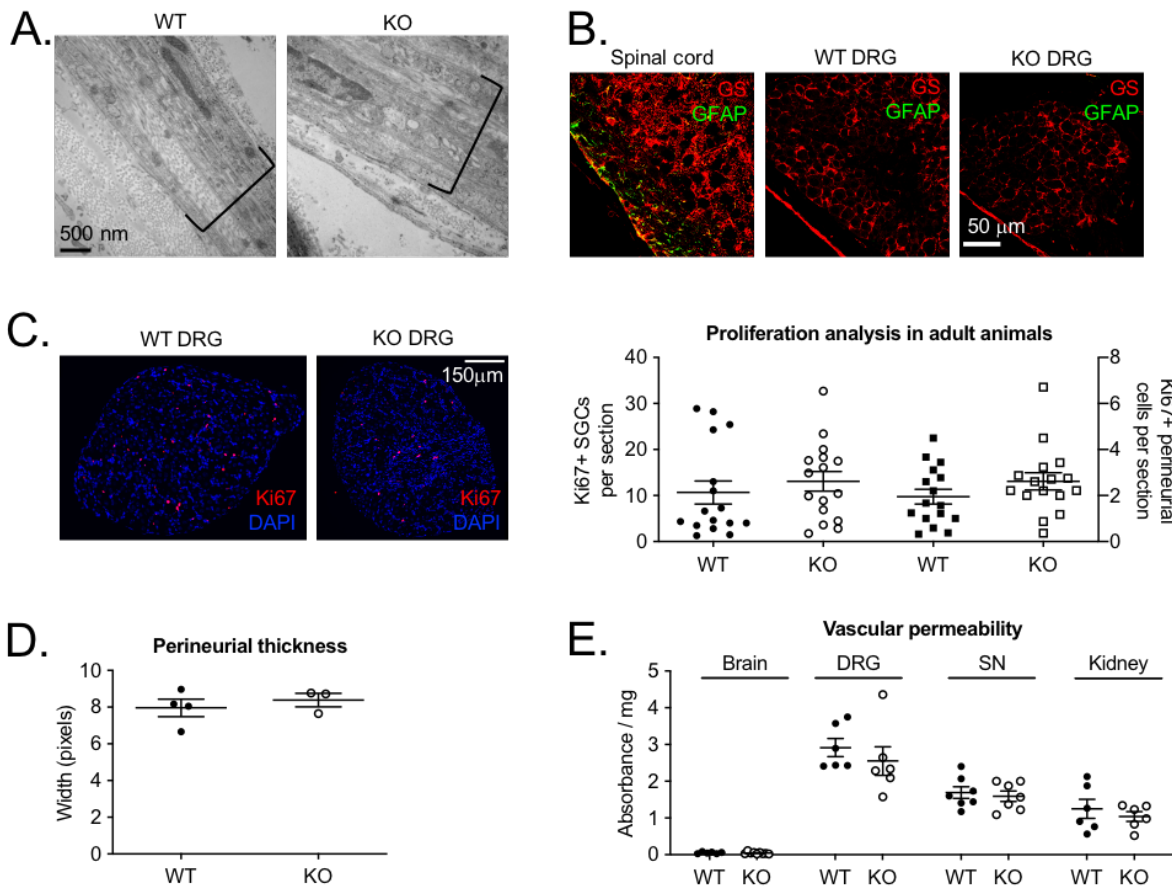 A.
WT
KO
500 nm
B.
Spinal cord
WT DRG
KO DRG
GS
GFAP
GS
GFAP
GS
GFAP
50 µm
C.
WT DRG
KO DRG
150µm
Ki67
DAPI
Ki67
DAPI
Proliferation analysis in adult animals
Ki67+ SGCs
per section
40
30
20
10
0
8
6
4
2
0
Ki67+ perineurial
cells per section
WT
KO
WT
KO
D.
Perineurial thickness
Width (pixels)
10
8
6
4
2
0
WT
KO
E.
Vascular permeability
Brain
DRG
SN
Kidney
Absorbance / mg
5
4
3
2
1
0
WT
KO
WT
KO
WT
KO
WT
KO